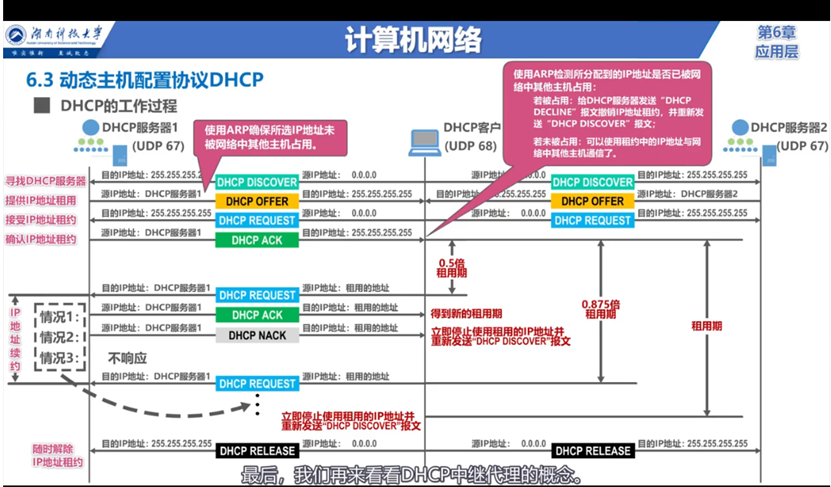 湖南科技大学
计算机网络
第6章
应用层
6.3 动态主机配置协议DHCP
DHCP的工作过程
DHCP服务器1
(UDP 67)
使用ARP确保所选IP地址未
被网络中其他主机占用。
DHCP客户
(UDP 68)
使用ARP检测所分配到的IP地址是否已被网
络中其他主机占用：
若被占用：给DHCP服务器发送“DHCP
DECLINE”报文撤销IP地址租约，并重新发
送“DHCP DISCOVER”报文；
若未被占用：可以使用租约中的IP地址与网
络中其他主机通信了。
DHCP服务器2
(UDP 67)
寻找DHCP服务器
目的IP地址: 255.255.255.255 DHCP DISCOVER 源IP地址: 0.0.0.0
DHCP DISCOVER 目的IP地址: 255.255.255.255
提供IP地址租用
源IP地址: DHCP服务器1 DHCP OFFER 目的IP地址: 255.255.255.255
目的IP地址: 255.255.255.255 DHCP OFFER 源IP地址: DHCP服务器2
接受IP地址租约
目的IP地址: 255.255.255.255 DHCP REQUEST 源IP地址: 0.0.0.0
DHCP REQUEST 目的IP地址: 255.255.255.255
确认IP地址租约
源IP地址: DHCP服务器1 DHCP ACK 目的IP地址: 255.255.255.255
0.5倍
租用期
0.875倍
租用期
租用期
IP地址续约
目的IP地址: DHCP服务器1 DHCP REQUEST 源IP地址: 租用的地址
情况1: 源IP地址: DHCP服务器1 DHCP ACK 目的IP地址: 租用的地址 得到新的租用期
情况2: 源IP地址: DHCP服务器1 DHCP NACK 目的IP地址: 租用的地址 立即停止使用租用的IP地址并
重新发送“DHCP DISCOVER”报文
情况3: 不响应
目的IP地址: DHCP服务器1 DHCP REQUEST 源IP地址: 租用的地址
立即停止使用租用的IP地址并
重新发送“DHCP DISCOVER”报文
随时解除
IP地址租约
目的IP地址: 255.255.255.255 DHCP RELEASE 源IP地址: 0.0.0.0
源IP地址: 0.0.0.0 DHCP RELEASE 目的IP地址: 255.255.255.255
最后，我们再来看看DHCP中继代理的概念。